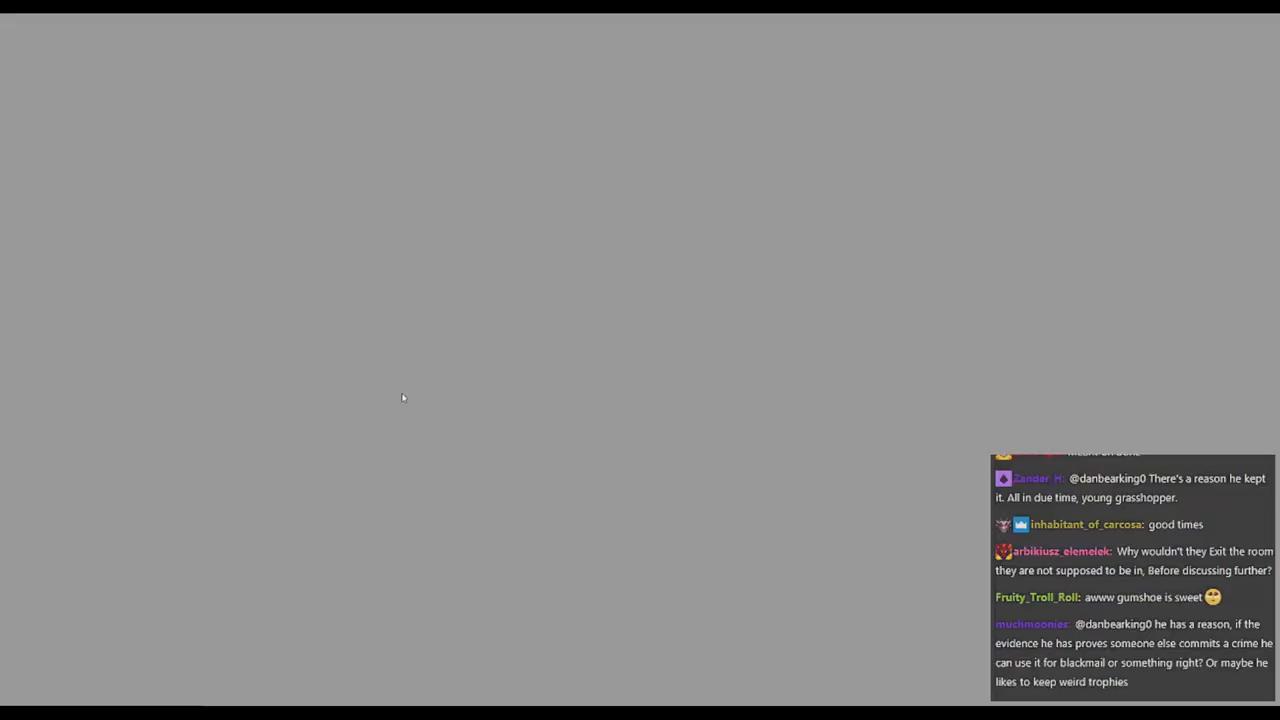 Zander_H: @danbearking0 There's a reason he kept
it. All in due time, young grasshopper.
inhabitant_of_carcosa: good times
arbikiusz_elemelek: Why wouldn't they Exit the room
they are not supposed to be in, Before discussing further?
Fruity_Troll_Roll: awww gumshoe is sweet
muchmoonies: @danbearking0 he has a reason, if the
evidence he has proves someone else commits a crime he
can use it for blackmail or something right? Or maybe he
likes to keep weird trophies